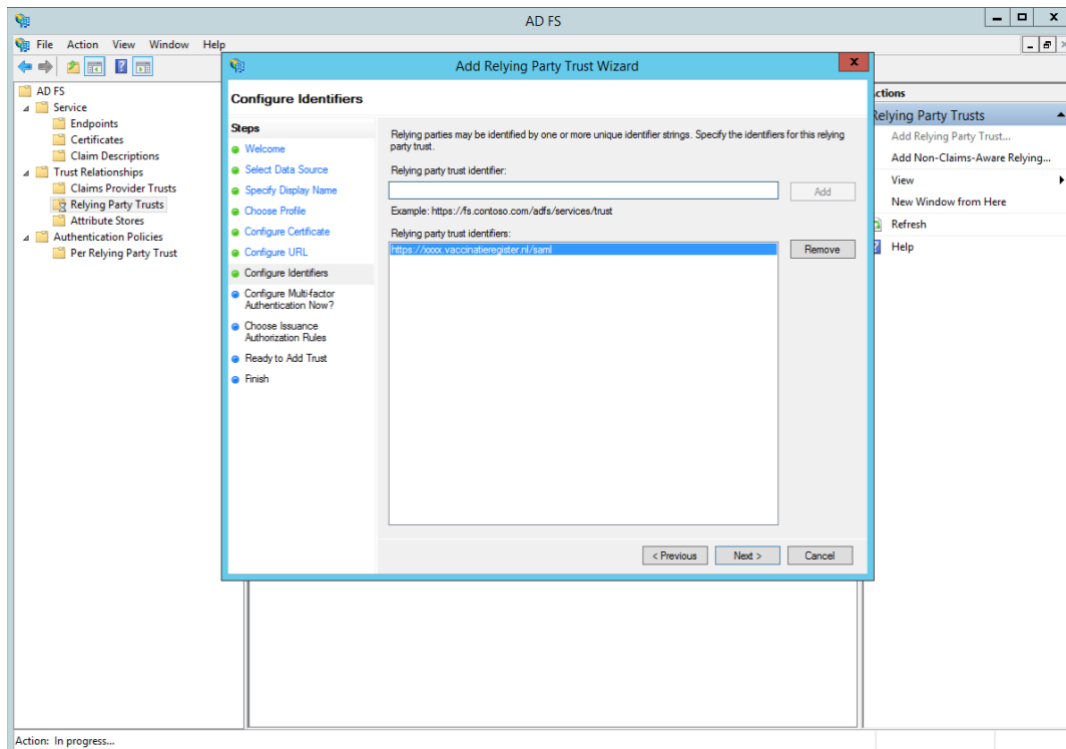 AD FS
File Action View Window Help
AD FS
Service
Endpoints
Certificates
Claim Descriptions
Trust Relationships
Claims Provider Trusts
Relying Party Trusts
Attribute Stores
Authentication Policies
Per Relying Party Trust
Add Relying Party Trust Wizard
x
Configure Identifiers
Steps
Welcome
Select Data Source
Specify Display Name
Choose Profile
Configure Certificate
Configure URL
Configure Identifiers
Configure Multi-factor
Authentication Now?
Choose Issuance
Authorization Rules
Ready to Add Trust
Finish
Relying parties may be identified by one or more unique identifier strings. Specify the identifiers for this relying
party trust.
Relying party trust identifier:
Add
Example: https://fs.contoso.com/adfs/services/trust
Relying party trust identifiers:
https://xxxx.vaccinatieregister.nl/saml
Remove
< Previous Next > Cancel
ctions
Relying Party Trusts
Add Relying Party Trust...
Add Non-Claims-Aware Relying...
View
New Window from Here
Refresh
Help
Action: In progress...